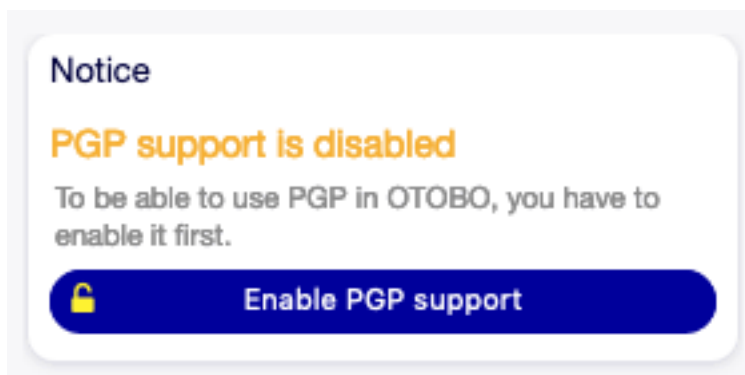 Notice
PGP support is disabled
To be able to use PGP in OTOBO, you have to
enable it first.
Enable PGP support